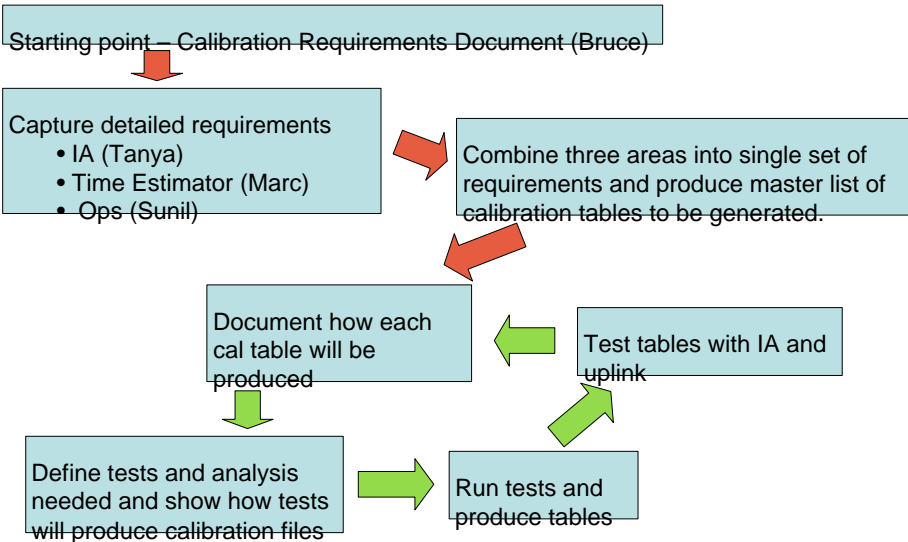 Starting point – Calibration Requirements Document (Bruce)
Capture detailed requirements
• IA (Tanya)
• Time Estimator (Marc)
• Ops (Sunil)
Combine three areas into single set of
requirements and produce master list of
calibration tables to be generated.
Document how each
cal table will be
produced
Test tables with IA and
uplink
Define tests and analysis
needed and show how tests
will produce calibration files
Run tests and
produce tables